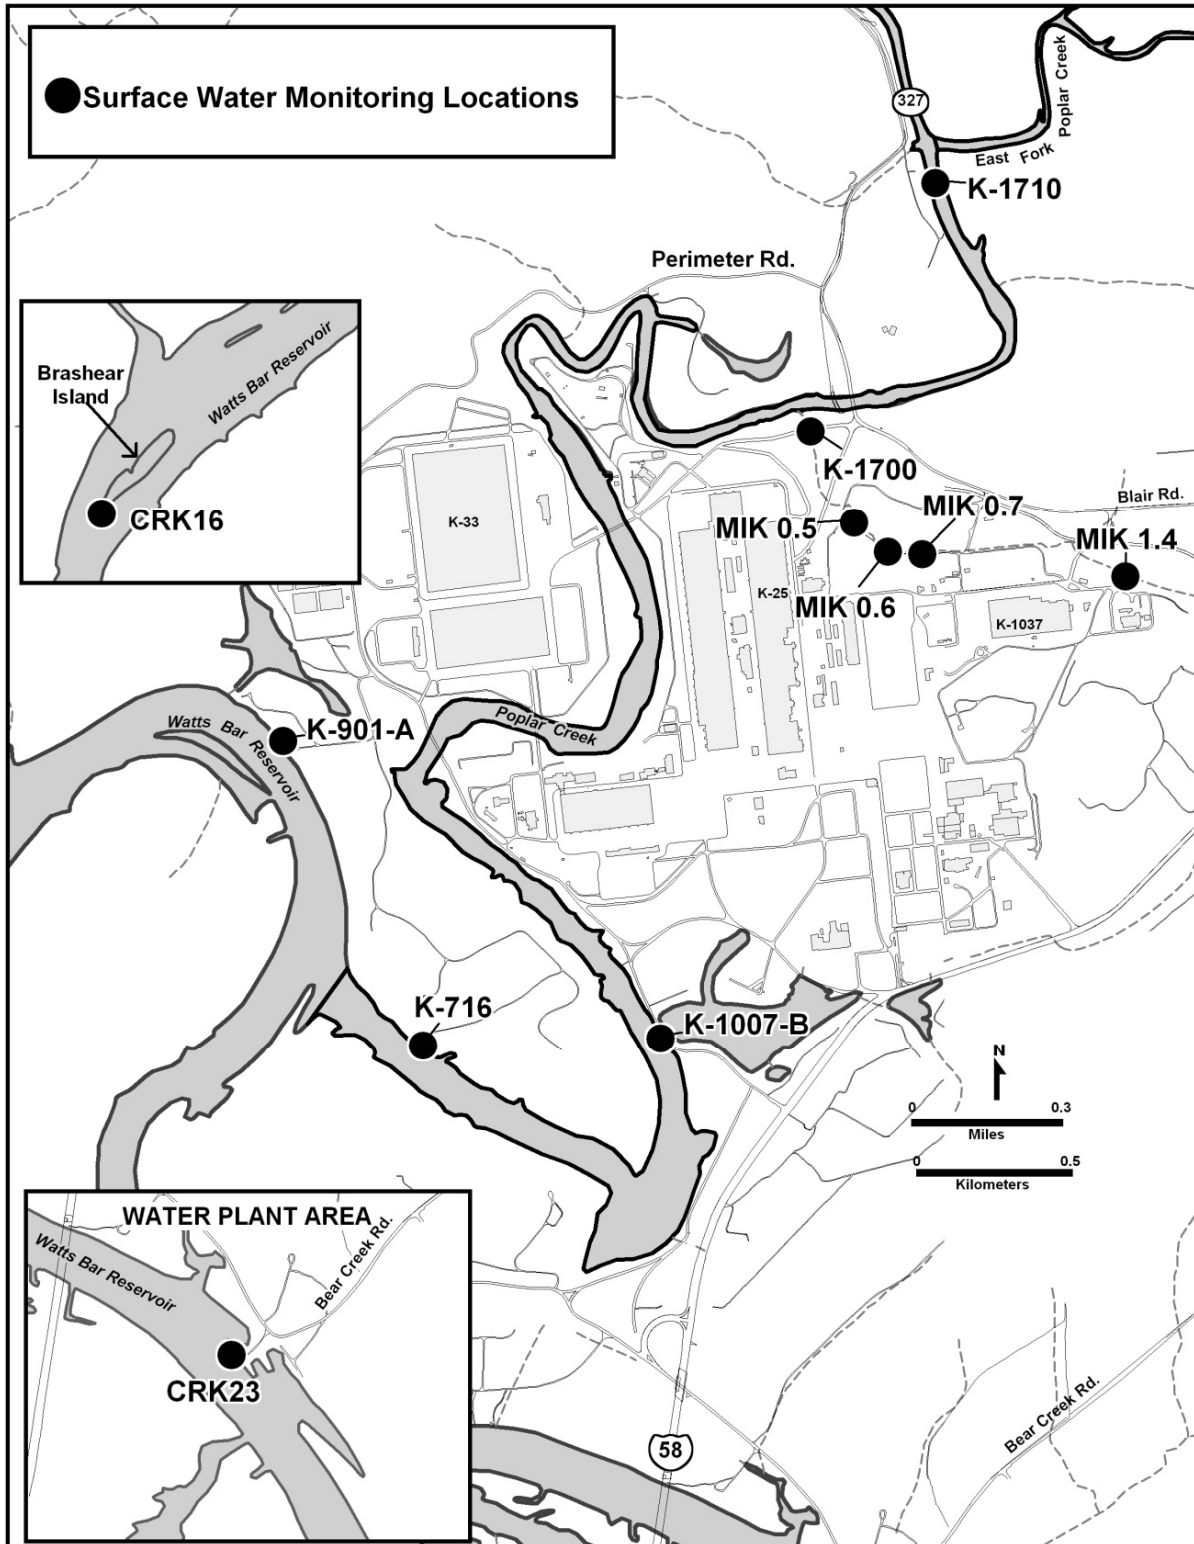 Surface Water Monitoring Locations
327
Poplar Creek
East Fork
K-1710
Perimeter Rd.
Brashear
Island
Watts Bar Reservoir
CRK16
K-33
K-1700
Blair Rd.
MIK 0.5
MIK 0.7
MIK 1.4
K-25
MIK 0.6
K-1037
Watts Bar Reservoir
K-901-A
Poplar Creek
K-716
K-1007-B
N
0 0.3
Miles
0 0.5
Kilometers
WATER PLANT AREA
Watts Bar Reservoir
Bear Creek Rd.
CRK23
58
Bear Creek Rd.